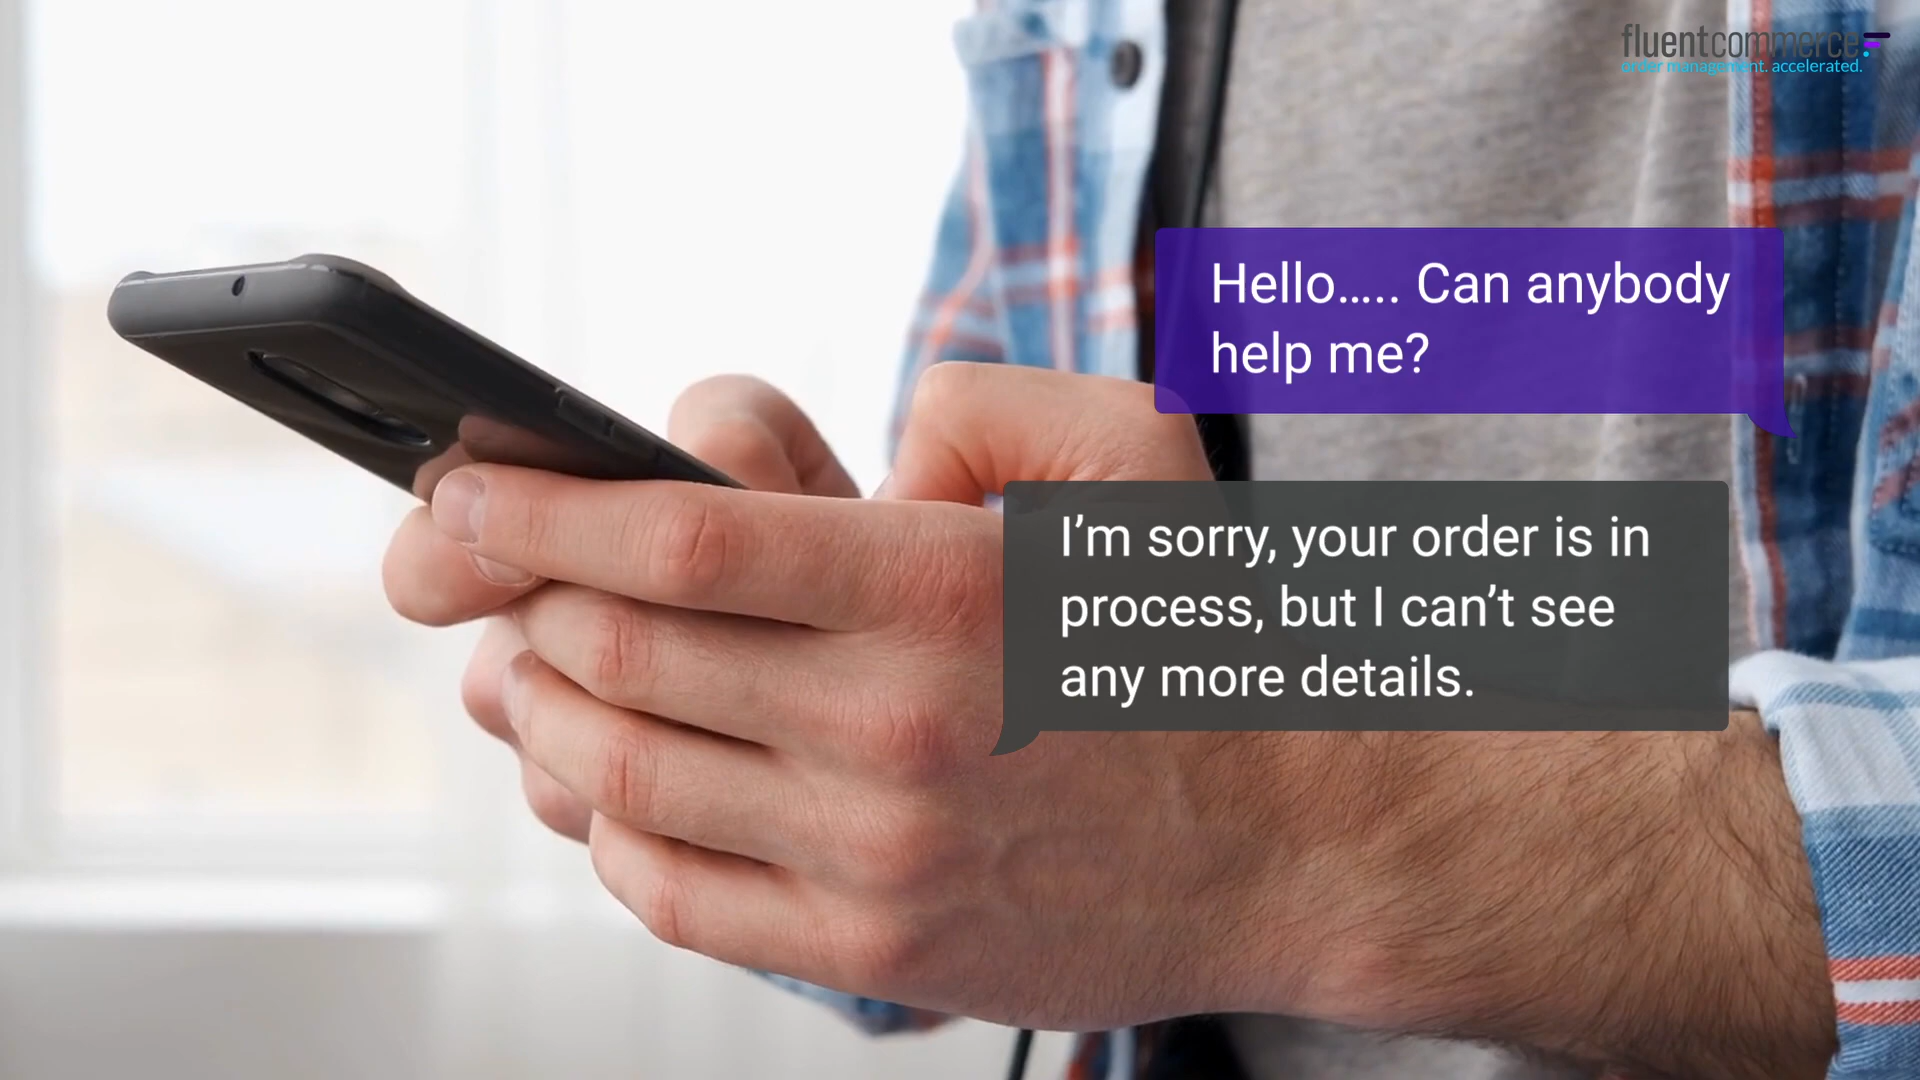 fluentcommerce
order management. accelerated.
Hello..... Can anybody
help me?
I’m sorry, your order is in
process, but I can’t see
any more details.